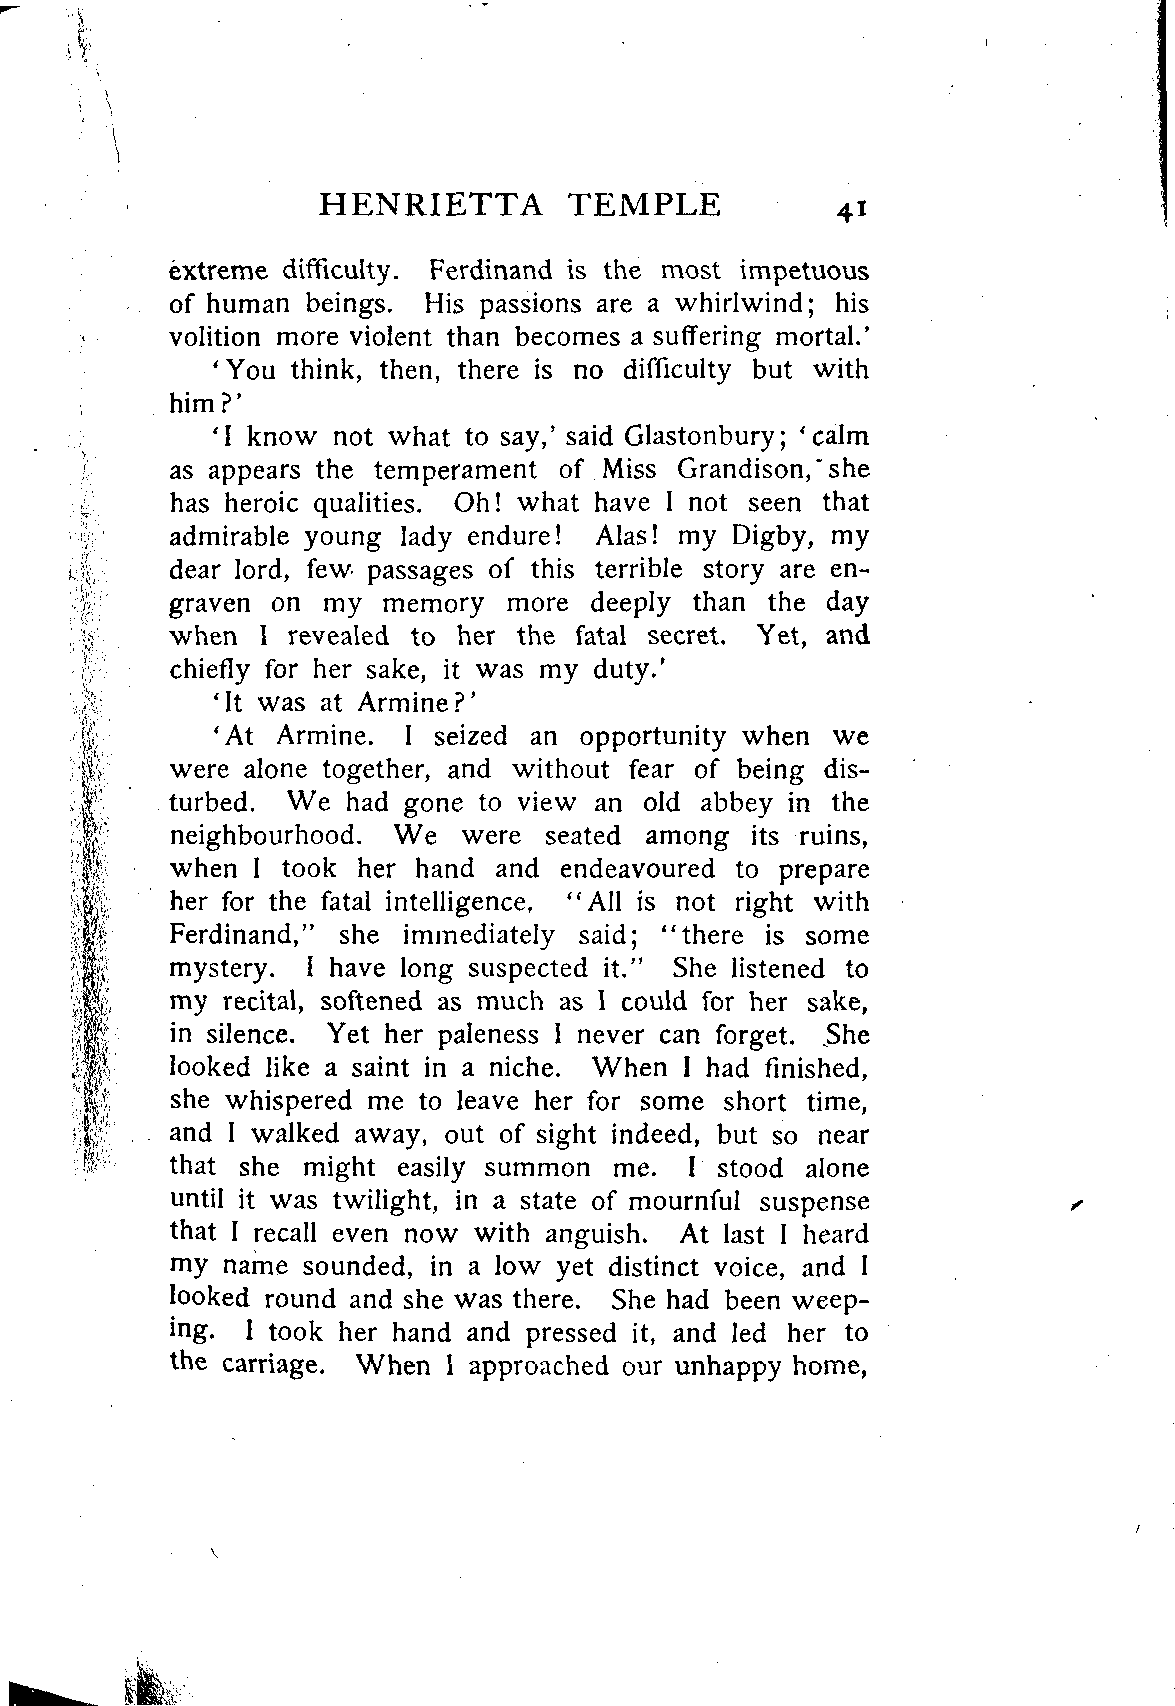 HENRIETTA TEMPLE 41
extreme difficulty. Ferdinand is the most impetuous
of human beings. His passions are a whirlwind; his
volition more violent than becomes a suffering mortal.'
'You think, then, there is no difficulty but with
him?'
'I know not what to say,' said Glastonbury; 'calm
as appears the temperament of Miss Grandison, she
has heroic qualities. Oh! what have I not seen that
admirable young lady endure! Alas! my Digby, my
dear lord, few passages of this terrible story are en-
graven on my memory more deeply than the day
when I revealed to her the fatal secret. Yet, and
chiefly for her sake, it was my duty.'
'It was at Armine?'
'At Armine. I seized an opportunity when we
were alone together, and without fear of being dis-
turbed. We had gone to view an old abbey in the
neighbourhood. We were seated among its ruins,
when I took her hand and endeavoured to prepare
her for the fatal intelligence. "All is not right with
Ferdinand," she immediately said; "there is some
mystery. I have long suspected it." She listened to
my recital, softened as much as I could for her sake,
in silence. Yet her paleness I never can forget. She
looked like a saint in a niche. When I had finished,
she whispered me to leave her for some short time,
and I walked away, out of sight indeed, but so near
that she might easily summon me. I stood alone
until it was twilight, in a state of mournful suspense
that I recall even now with anguish. At last I heard
my name sounded, in a low yet distinct voice, and I
looked round and she was there. She had been weep-
ing. I took her hand and pressed it, and led her to
the carriage. When I approached our unhappy home,